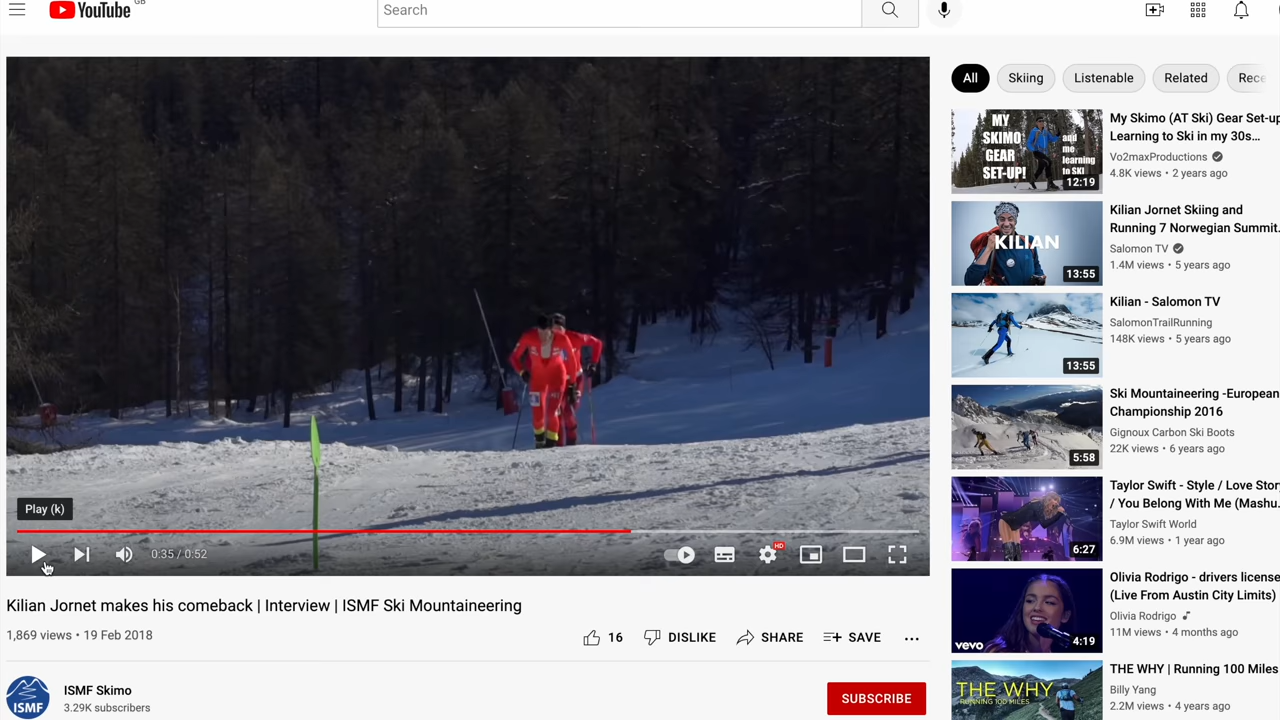 YouTube GB
Search
All
Skiing
Listenable
Related
Rece
MY
SKIMO
GEAR
SET-UP!
and
me
learning
to SKI
12:19
My Skimo (AT Ski) Gear Set-up
Learning to Ski in my 30s...
Vo2maxProductions
4.8K views • 2 years ago
KILIAN
13:55
Kilian Jornet Skiing and
Running 7 Norwegian Summit
Salomon TV
1.4M views • 5 years ago
13:55
Kilian - Salomon TV
SalomonTrailRunning
148K views • 5 years ago
5:58
Ski Mountaineering -European
Championship 2016
Gignoux Carbon Ski Boots
22K views • 6 years ago
6:27
Taylor Swift - Style / Love Stor
/ You Belong With Me (Mashu...
Taylor Swift World
6.9M views • 1 year ago
vevo
4:19
Olivia Rodrigo - drivers license
(Live From Austin City Limits)
Olivia Rodrigo
11M views • 4 months ago
THE WHY
RUNNING 100 MILES
THE WHY | Running 100 Miles
Billy Yang
2.2M views • 4 years ago
Play (k)
0:35 / 0:52
HD
Kilian Jornet makes his comeback | Interview | ISMF Ski Mountaineering
1,869 views • 19 Feb 2018
16
DISLIKE
SHARE
SAVE
ISMF
ISMF Skimo
3.29K subscribers
SUBSCRIBE